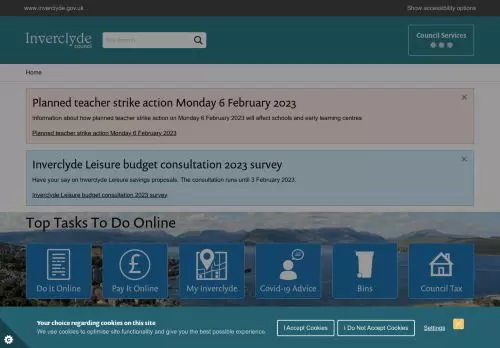 www.inverclyde.gov.uk
Show accessibility options
Inverclyde
council
Council Services
Home
Planned teacher strike action Monday 6 February 2023
Information about how planned teacher strike action on Monday 6 February 2023 will affect schools and early learning centres
Planned teacher strike action Monday 6 February 2023
Inverclyde Leisure budget consultation 2023 survey
Have your say on Inverclyde Leisure savings proposals. The consultation runs until 3 February 2023.
Inverclyde Leisure budget consultation 2023 survey
Top Tasks To Do Online
Do It Online
Pay It Online
My Inverclyde
Covid-19 Advice
Bins
Council Tax
Your choice regarding cookies on this site
We use cookies to optimise site functionality and give you the best possible experience.
I Accept Cookies
I Do Not Accept Cookies
Settings